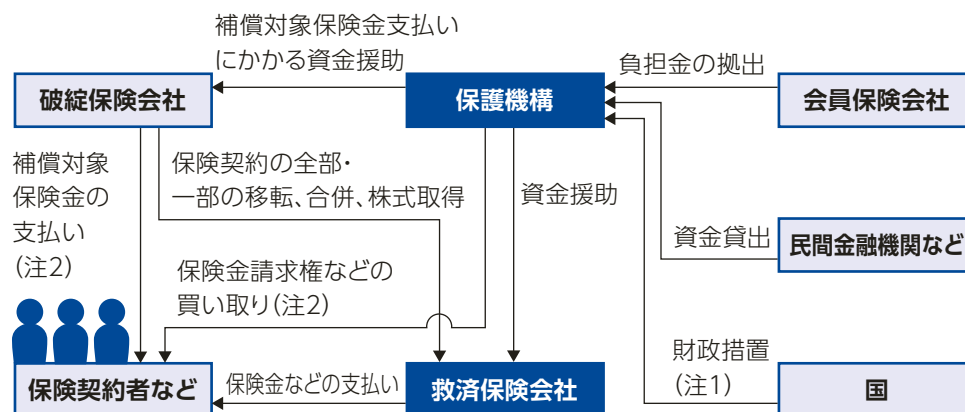 補償対象保険金支払い
にかかる資金援助
負担金の拠出
破綻保険会社
保護機構
会員保険会社
補償対象
保険金の
支払い
(注2)
保険契約の全部・
一部の移転、合併、株式取得
資金援助
資金貸出
民間金融機関など
保険金請求権などの
買い取り(注2)
財政措置
(注1)
保険契約者など
保険金などの支払い
救済保険会社
国